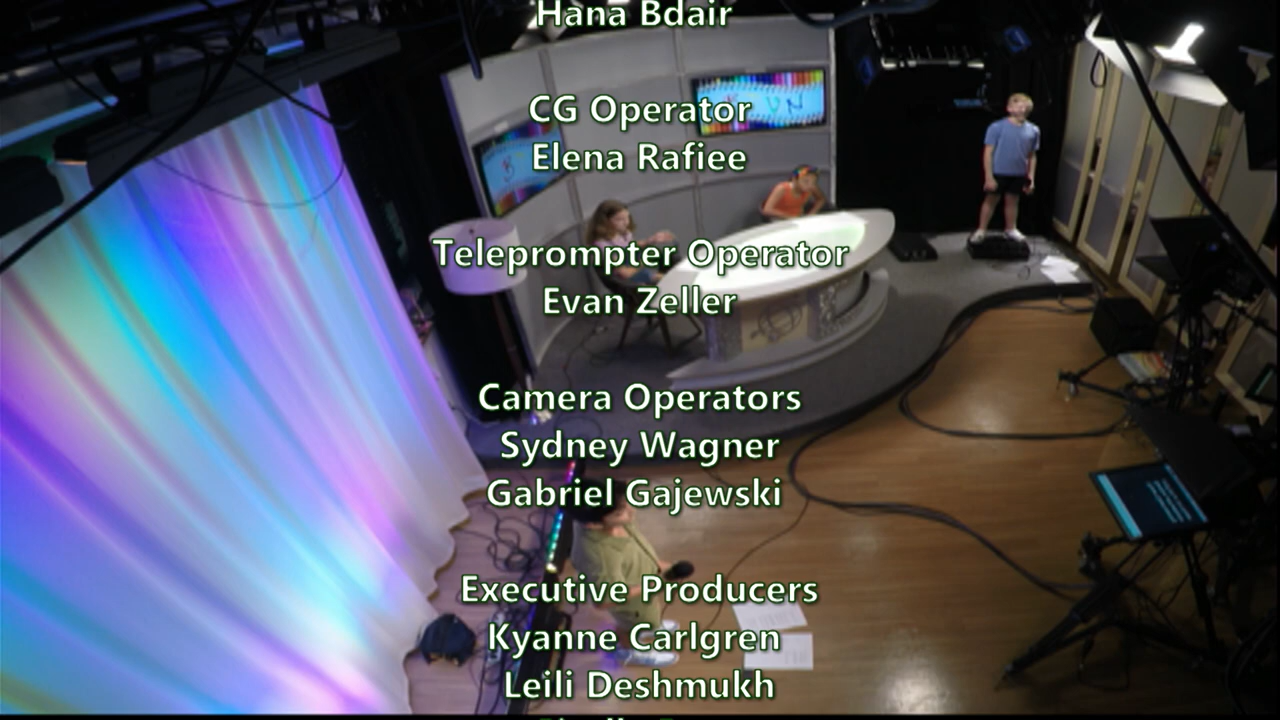 Hana Bdair
CG Operator
Elena Rafiee
Teleprompter Operator
Evan Zeller
Camera Operators
Sydney Wagner
Gabriel Gajewski
Executive Producers
Kyanne Carlgren
Leili Deshmukh